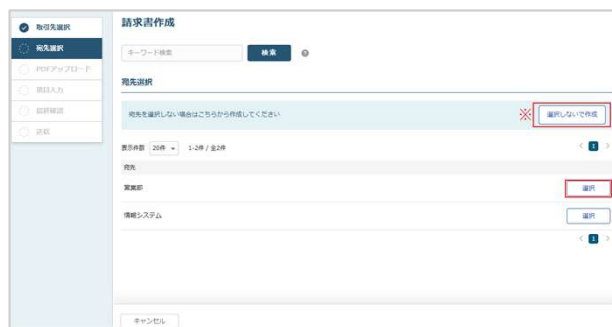 取引先選択
宛先選択
PDFアップロード
項目入力
最終確認
送信
請求書作成
キーワード検索
検索
?
宛先選択
宛先を選択しない場合はこちらから作成してください
※
選択しないで作成
表示件数 20件 1-2件 / 全2件
< 1 >
宛先
営業部
選択
情報システム
選択
< 1 >
キャンセル